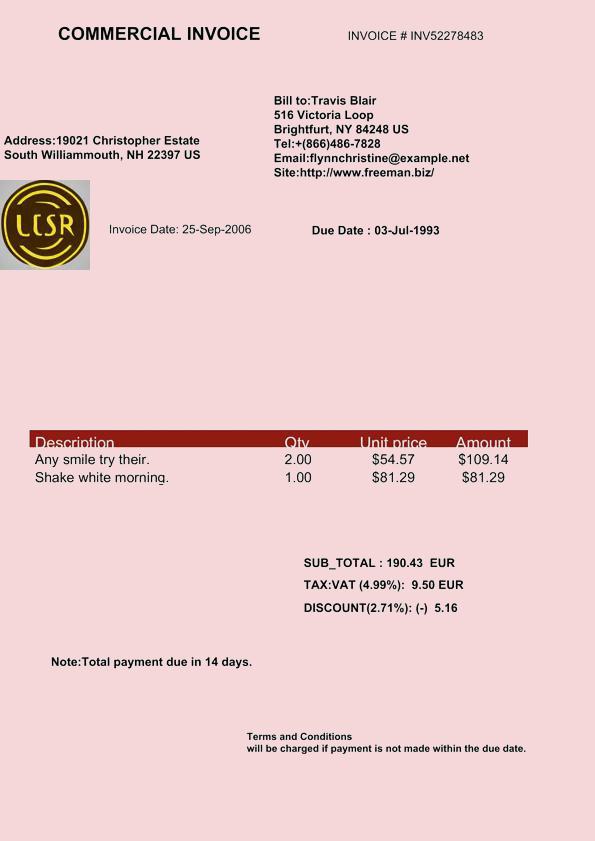 COMMERCIAL INVOICE
INVOICE # INV52278483
Bill to:Travis Blair
516 Victoria Loop
Brightfurt, NY 84248 US
Tel:+(866)486-7828
Email:flynnchristine@example.net
Site:http://www.freeman.biz/
Address:19021 Christopher Estate
South Williammouth, NH 22397 US
LCSR
Invoice Date: 25-Sep-2006
Due Date : 03-Jul-1993
Description Qty Unit price Amount
Any smile try their. 2.00 $54.57 $109.14
Shake white morning. 1.00 $81.29 $81.29
SUB_TOTAL : 190.43 EUR
TAX:VAT (4.99%): 9.50 EUR
DISCOUNT(2.71%): (-) 5.16
Note:Total payment due in 14 days.
Terms and Conditions
will be charged if payment is not made within the due date.